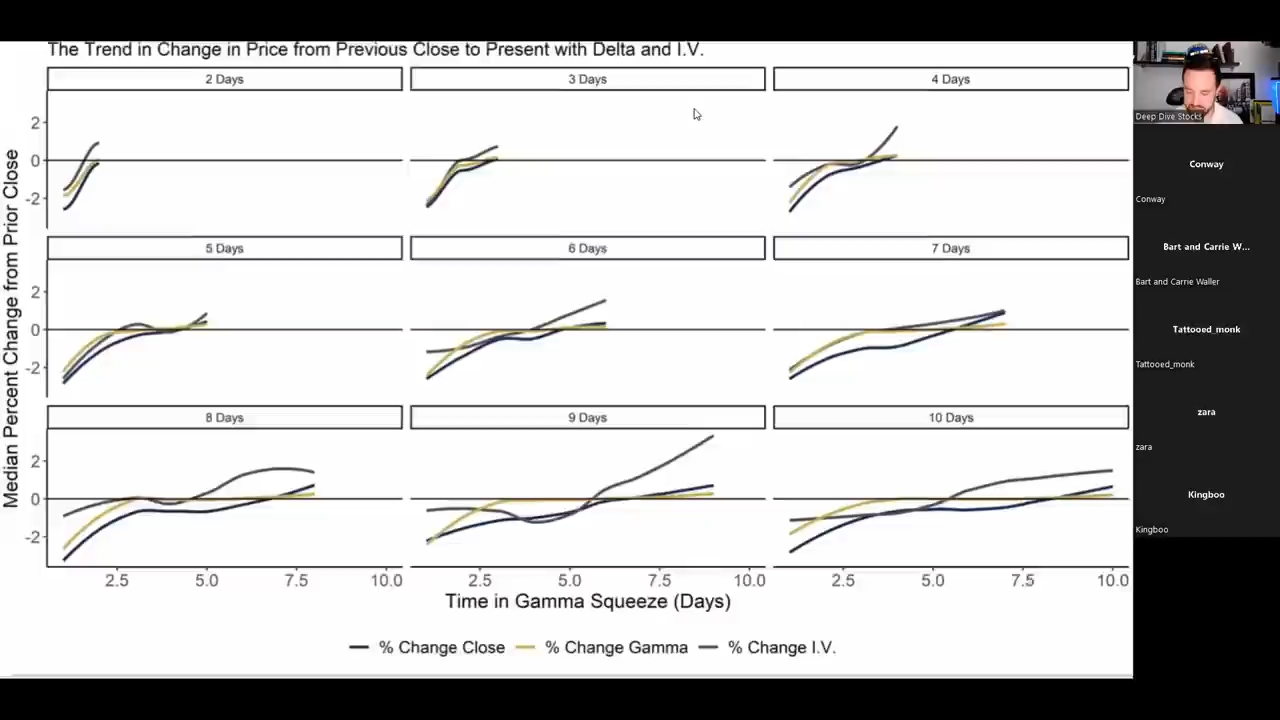 The Trend in Change in Price from Previous Close to Present with Delta and I.V.
2 Days
3 Days
4 Days
2
0
-2
5 Days
6 Days
7 Days
2
0
-2
8 Days
9 Days
10 Days
2
0
-2
2.5
5.0
7.5
10.0
2.5
5.0
7.5
10.0
2.5
5.0
7.5
10.0
Median Percent Change from Prior Close
Time in Gamma Squeeze (Days)
% Change Close
% Change Gamma
% Change I.V.
Deep Dive Stocks
Conway
Conway
Bart and Carrie W...
Bart and Carrie Waller
Tattooed_monk
Tattooed_monk
zara
zara
Kingboo
Kingboo